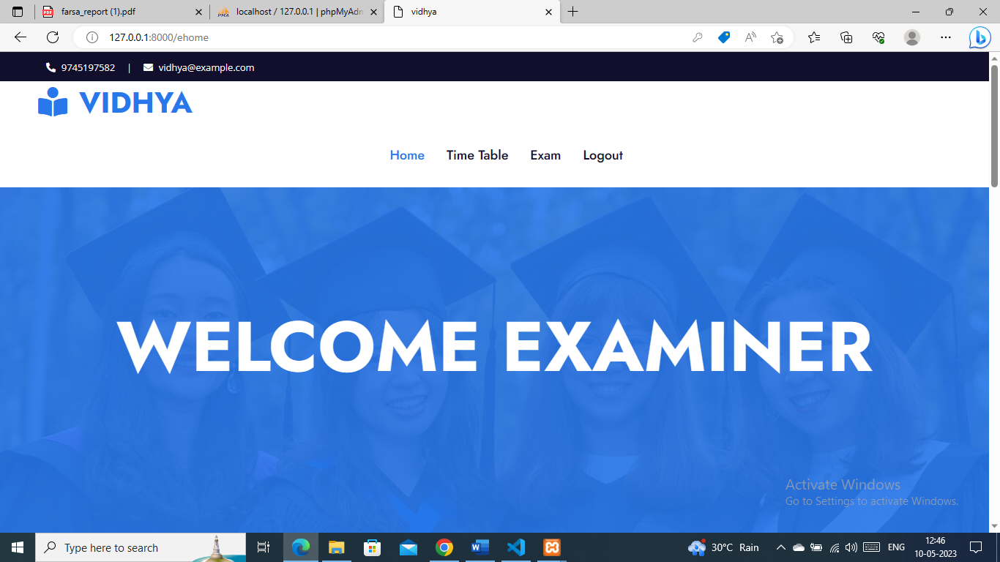 farsa_report (1).pdf
localhost / 127.0.0.1 | phpMyAdm
vidhya
127.0.0.1:8000/ehome
9745197582 | vidhya@example.com
VIDHYA
Home Time Table Exam Logout
WELCOME EXAMINER
Activate Windows
Go to Settings to activate Windows.
Type here to search
30°C Rain
ENG
12:46
10-05-2023